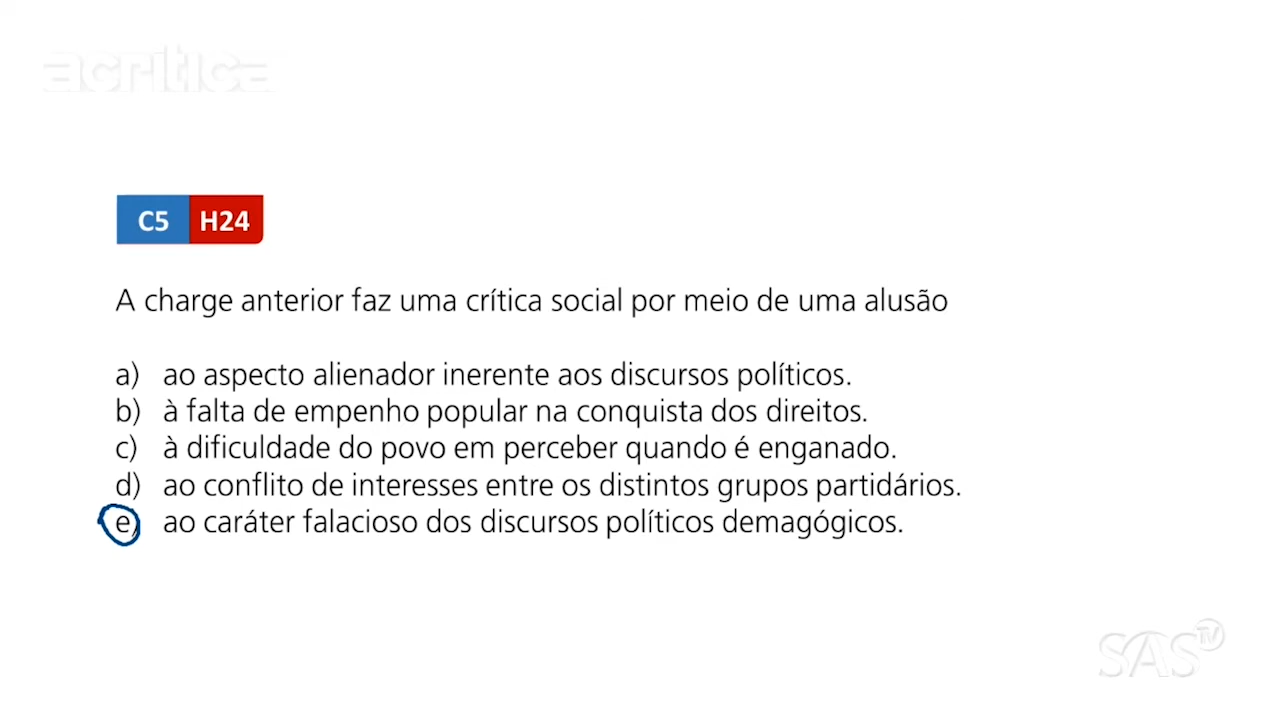 acrítica
C5 H24
A charge anterior faz uma crítica social por meio de uma alusão
a) ao aspecto alienador inerente aos discursos políticos.
b) à falta de empenho popular na conquista dos direitos.
c) à dificuldade do povo em perceber quando é enganado.
d) ao conflito de interesses entre os distintos grupos partidários.
e) ao caráter falacioso dos discursos políticos demagógicos.
SAS TV